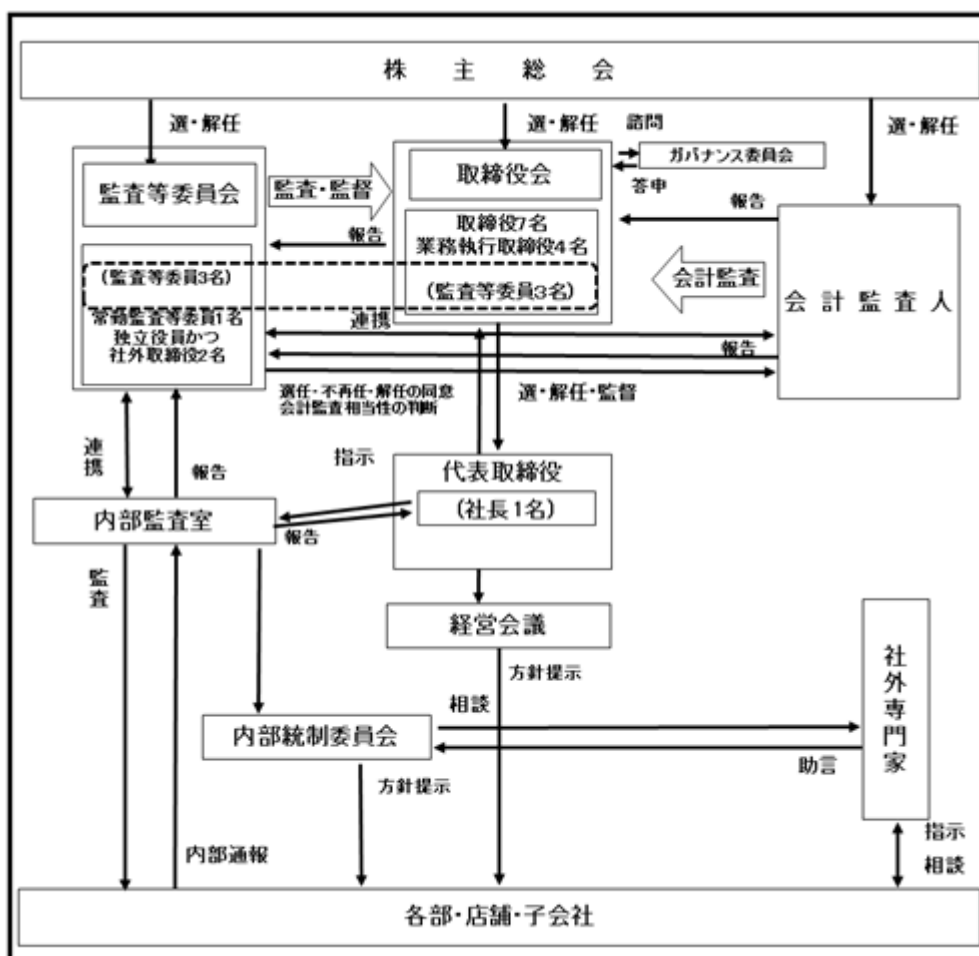 株主総会
選・解任
選・解任
諮問
選・解任
ガバナンス委員会
答申
監査等委員会
監査・監督
取締役会
報告
取締役7名
業務執行取締役4名
報告
(監査等委員3名)
(監査等委員3名)
会計監査
会計監査人
常勤監査等委員1名
独立役員かつ
社外取締役2名
連携
報告
選任・不再任・解任の同意
会計監査相当性の判断
選・解任・監督
連携
報告
指示
代表取締役
(社長1名)
内部監査室
報告
監査
経営会議
方針提示
社外専門家
相談
内部統制委員会
助言
方針提示
指示
相談
内部通報
各部・店舗・子会社